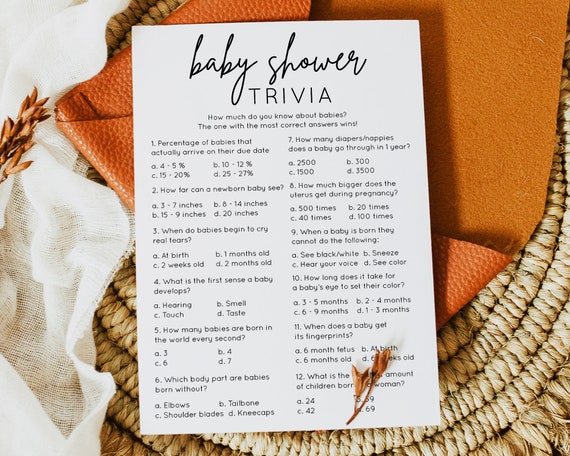 baby shower
TRIVIA
How much do you know about babies?
The one with the most correct answers wins!
1. Percentage of babies that
actually arrive on their due date
a. 4 - 5 % b. 10 - 12 %
c. 15 - 20% d. 25 - 27%
2. How far can a newborn baby see?
a. 3 - 7 inches b. 8 - 14 inches
b. 15 - 9 inches d. 20 inches
3. When do babies begin to cry
real tears?
a. At birth b. 1 months old
c. 2 weeks old d. 2 months old
4. What is the first sense a baby
develops?
a. Hearing b. Smell
c. Touch d. Taste
5. How many babies are born in
the world every second?
a. 3 b. 4
c. 6 d. 7
6. Which body part are babies
born without?
a. Elbows b. Tailbone
c. Shoulder blades d. Kneecaps
7. How many diapers/nappies
does a baby go through in 1 year?
a. 2500 b. 300
c. 1500 d. 3500
8. How much bigger does the
uterus get during pregnancy?
a. 500 times b. 20 times
c. 40 times d. 100 times
9. When a baby is born they
cannot do the following:
a. See black/white b. Sneeze
c. Hear your voice d. See color
10. How long does it take for
a baby's eye to set their color?
a. 3 - 5 months b. 2 - 4 months
c. 6 - 9 months d. 1 - 3 months
11. When does a baby get
its fingerprints?
a. 6 month fetus b. At birth
c. 6 months old d. 6 weeks old
12. What is the amount
of children born woman?
a. 24 39
c. 42 69